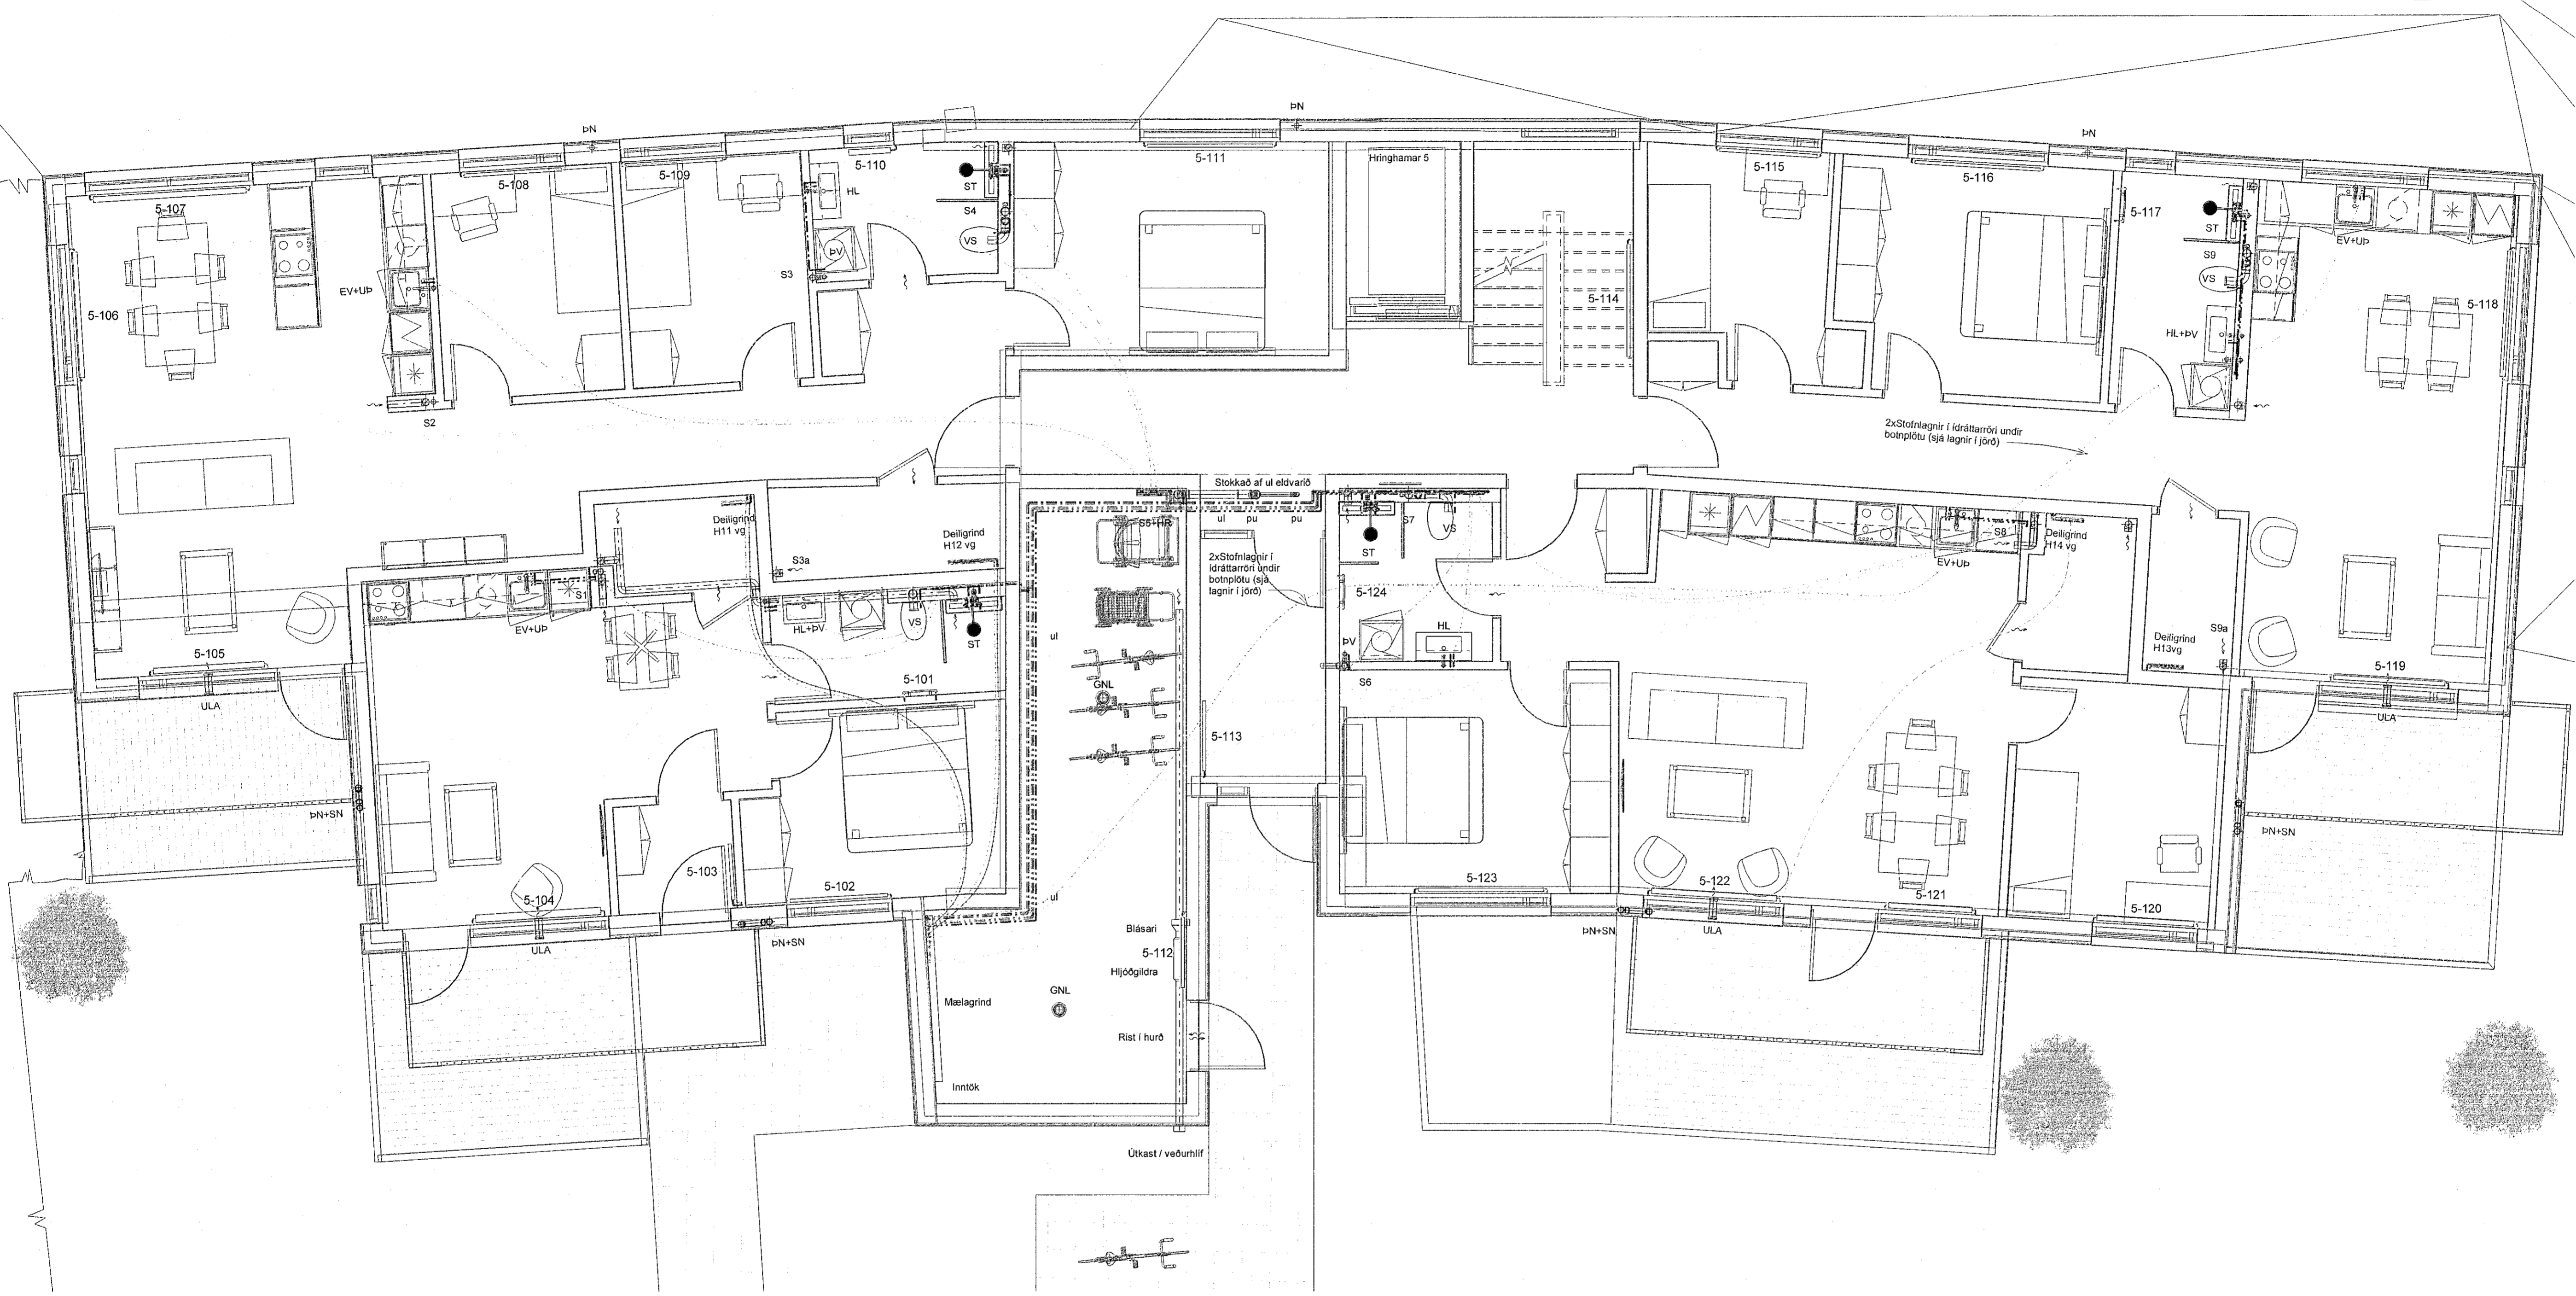 ÞN
ÞN
ÞN
5-107
5-108
5-109
5-110
HL
ST
S4
VS
ÞV
S3
5-111
Hringhamar 5
5-114
5-115
5-116
5-117
ST
S9
VS
HL+ÞV
EV+UÞ
5-118
5-106
EV+UÞ
S2
2xStofnlagnir í ídráttarröri undir
botnplötu (sjá lagnir í jörð)
Deiligrind
H11 vg
Deiligrind
H12 vg
S3a
S1
EV+UÞ
HL+ÞV
VS
ST
5-101
Stokkað af ul eldvarið
ul
pu
pu
S5+HR
2xStofnlagnir í
ídráttarröri undir
botnplötu (sjá
lagnir í jörð)
ST
S7
VS
5-124
ÞV
HL
S6
S8
EV+UÞ
Deiligrind
H14 vg
Deiligrind
H13vg
S9a
5-105
ULA
ÞN+SN
5-103
5-104
ULA
5-102
ÞN+SN
ul
GNL
ul
5-113
Blásari
5-112
Hljóðgildra
GNL
Mælagrind
Rist í hurð
Inntök
Útkast / veðurhlíf
5-123
ÞN+SN
5-122
ULA
5-121
5-120
5-119
ULA
ÞN+SN